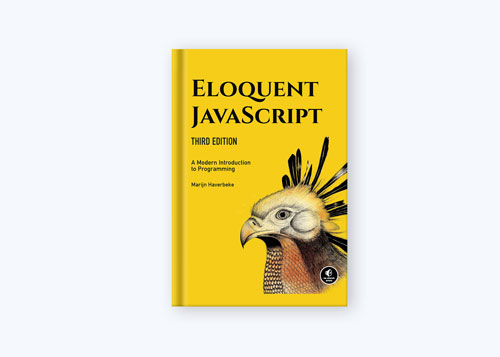 ELOQUENT
JAVASCRIPT
THIRD EDITION
A Modern Introduction
to Programming
Marijn Haverbeke